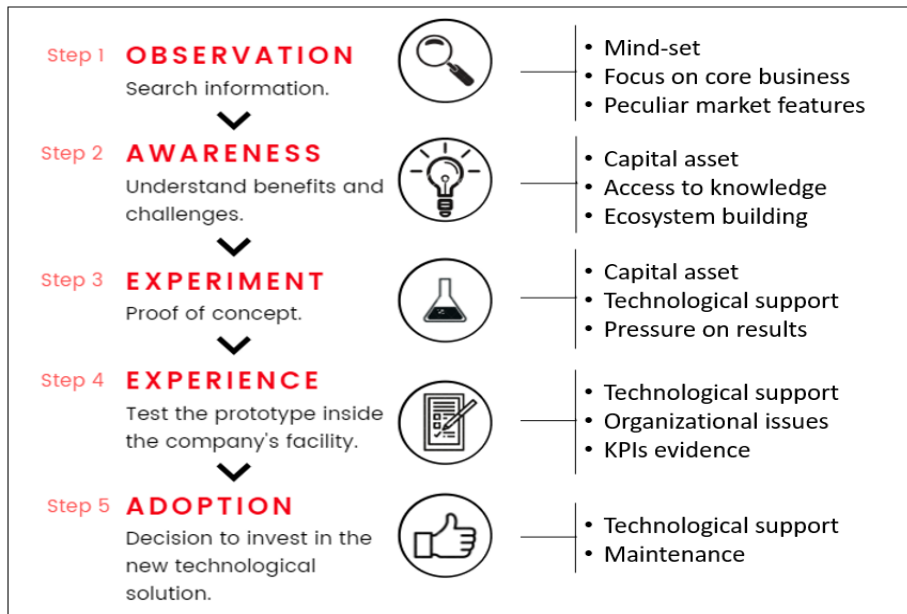 Step 1 OBSERVATION
Search information.
• Mind-set
• Focus on core business
• Peculiar market features
Step 2 AWARENESS
Understand benefits and
challenges.
• Capital asset
• Access to knowledge
• Ecosystem building
Step 3 EXPERIMENT
Proof of concept.
• Capital asset
• Technological support
• Pressure on results
Step 4 EXPERIENCE
Test the prototype inside
the company's facility.
• Technological support
• Organizational issues
• KPIs evidence
Step 5 ADOPTION
Decision to invest in the
new technological
solution.
• Technological support
• Maintenance